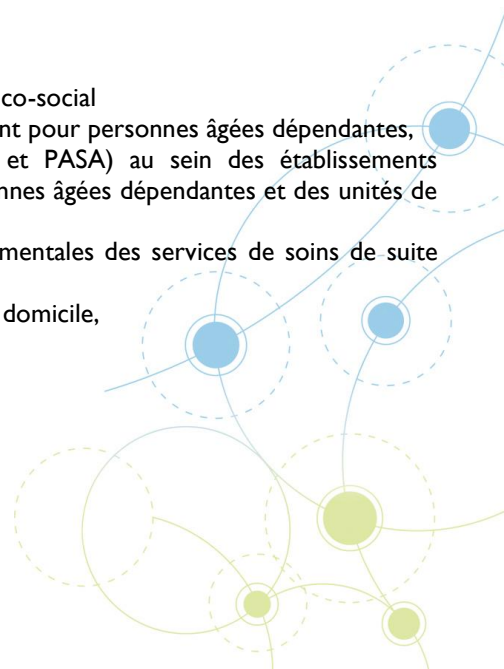 co-social
nt pour personnes âgées dépendantes,
et PASA) au sein des établissements
nnes âgées dépendantes et des unités de
mentales des services de soins de suite
domicile,